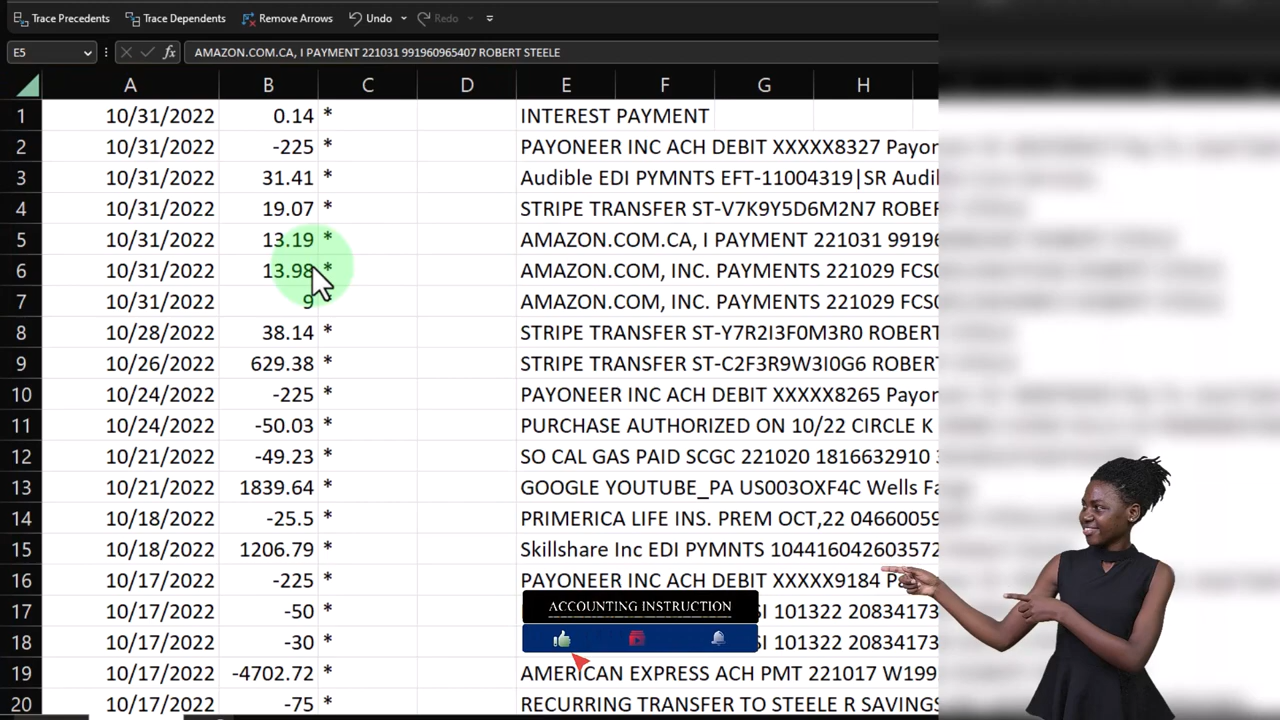 Trace Precedents Trace Dependents Remove Arrows Undo Redo
E5 fx AMAZON.COM.CA, I PAYMENT 221031 991960965407 ROBERT STEELE
A B C D E F G H
1 10/31/2022 0.14 * INTEREST PAYMENT
2 10/31/2022 -225 * PAYONEER INC ACH DEBIT XXXXX8327 Payon
3 10/31/2022 31.41 * Audible EDI PYMNTS EFT-11004319|SR Audib
4 10/31/2022 19.07 * STRIPE TRANSFER ST-V7K9Y5D6M2N7 ROBER
5 10/31/2022 13.19 * AMAZON.COM.CA, I PAYMENT 221031 99196
6 10/31/2022 13.98 * AMAZON.COM, INC. PAYMENTS 221029 FCS0
7 10/31/2022 9 * AMAZON.COM, INC. PAYMENTS 221029 FCS0
8 10/28/2022 38.14 * STRIPE TRANSFER ST-Y7R2I3F0M3R0 ROBERT
9 10/26/2022 629.38 * STRIPE TRANSFER ST-C2F3R9W3I0G6 ROBERT
10 10/24/2022 -225 * PAYONEER INC ACH DEBIT XXXXX8265 Payon
11 10/24/2022 -50.03 * PURCHASE AUTHORIZED ON 10/22 CIRCLE K
12 10/21/2022 -49.23 * SO CAL GAS PAID SCGC 221020 1816632910
13 10/21/2022 1839.64 * GOOGLE YOUTUBE_PA US003OXF4C Wells Fa
14 10/18/2022 -25.5 * PRIMERICA LIFE INS. PREM OCT,22 04660059
15 10/18/2022 1206.79 * Skillshare Inc EDI PYMNTS 104416042603572
16 10/17/2022 -225 * PAYONEER INC ACH DEBIT XXXXX9184 Pa
ACCOUNTING INSTRUCTION
17 10/17/2022 -50 * SI 101322 20834173
18 10/17/2022 -30 * SI 101322 20834173
19 10/17/2022 -4702.72 * AMERICAN EXPRESS ACH PMT 221017 W199
20 10/17/2022 -75 * RECURRING TRANSFER TO STEELE R SAVINGS